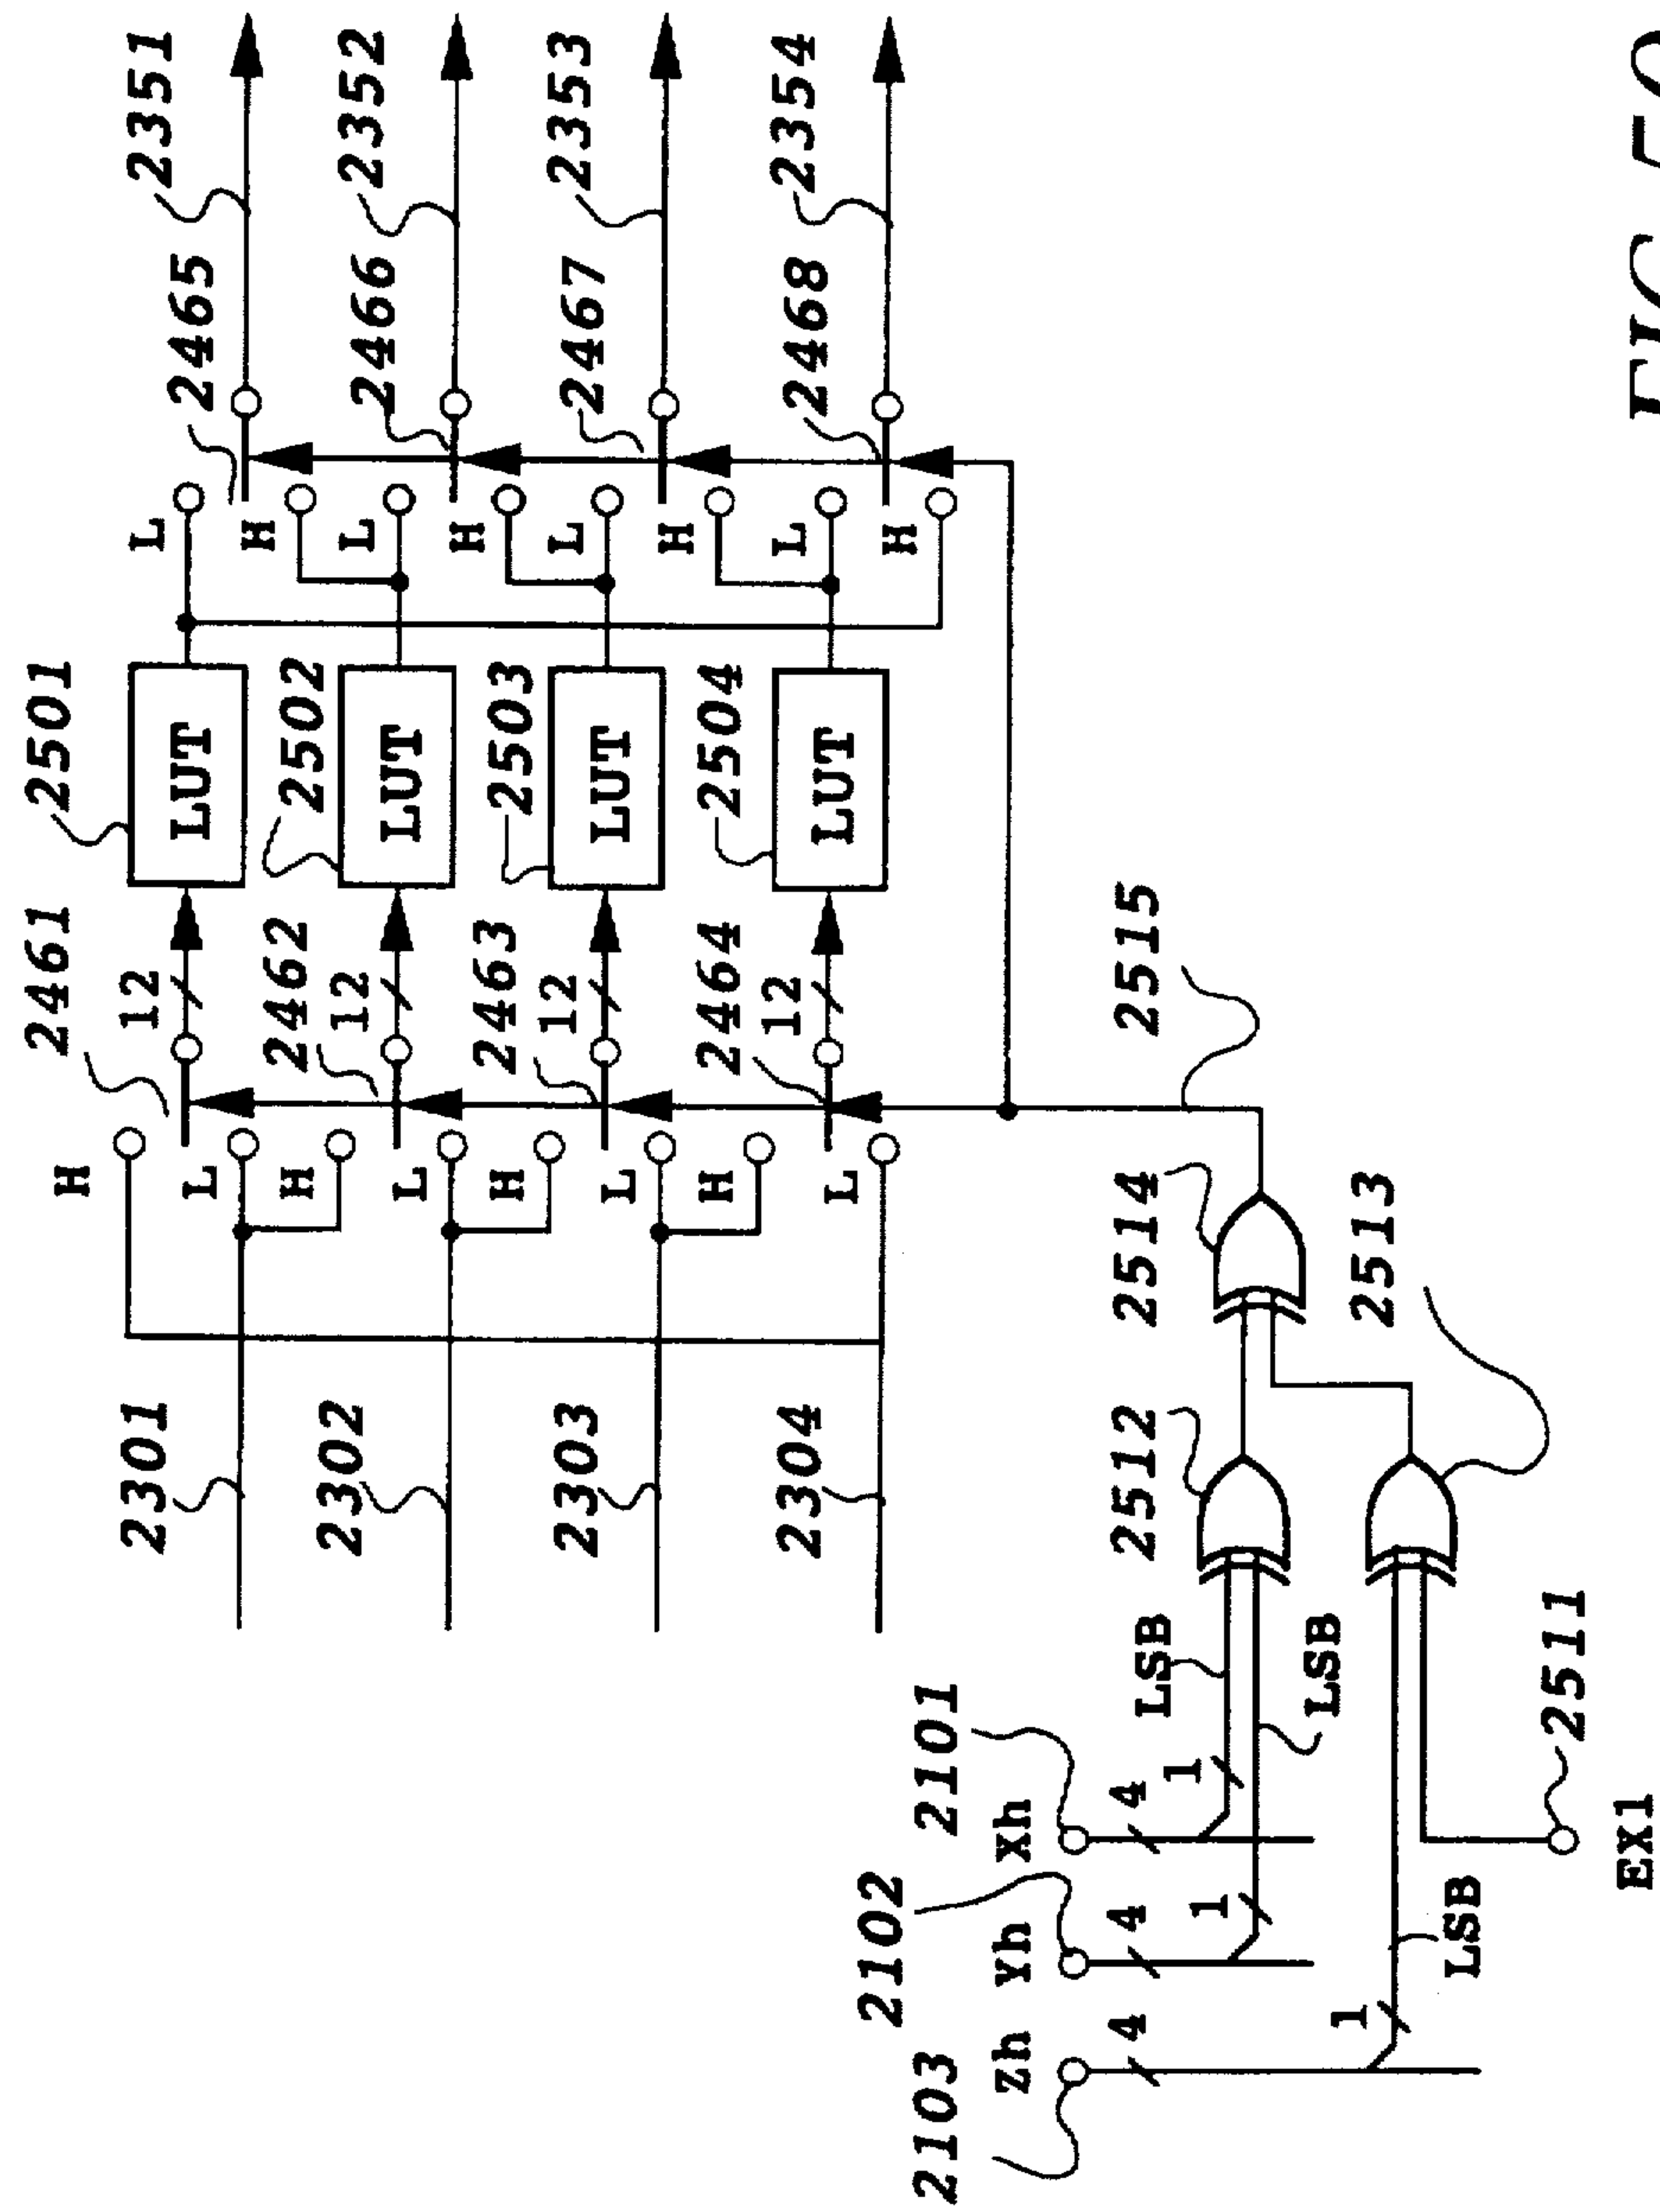 2461
2501
2465
2351
H
12
LUT
L
2301
L
2462
2502
H
2466
2352
H
12
LUT
L
2302
L
2463
2503
H
2467
2353
H
12
LUT
L
2303
L
2464
2504
H
2468
2354
H
12
LUT
L
2304
L
H
2103
2102
2101
Zh
Yh
Xh
4
4
4
1
LSB
2512
2514
2515
1
LSB
1
LSB
2513
2511
EX1